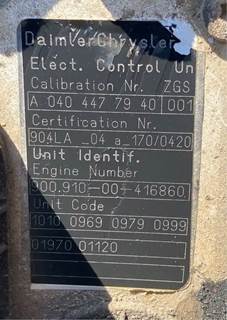 DaimlerChrysler
Elect. Control Un
Calibration Nr. ZGS
A 040 447 79 40 001
Certification Nr.
904LA _04 a_170/0420
Unit Identif.
Engine Number
900.910-00-416860
Unit Code
1010 0969 0979 0999
01970 01120